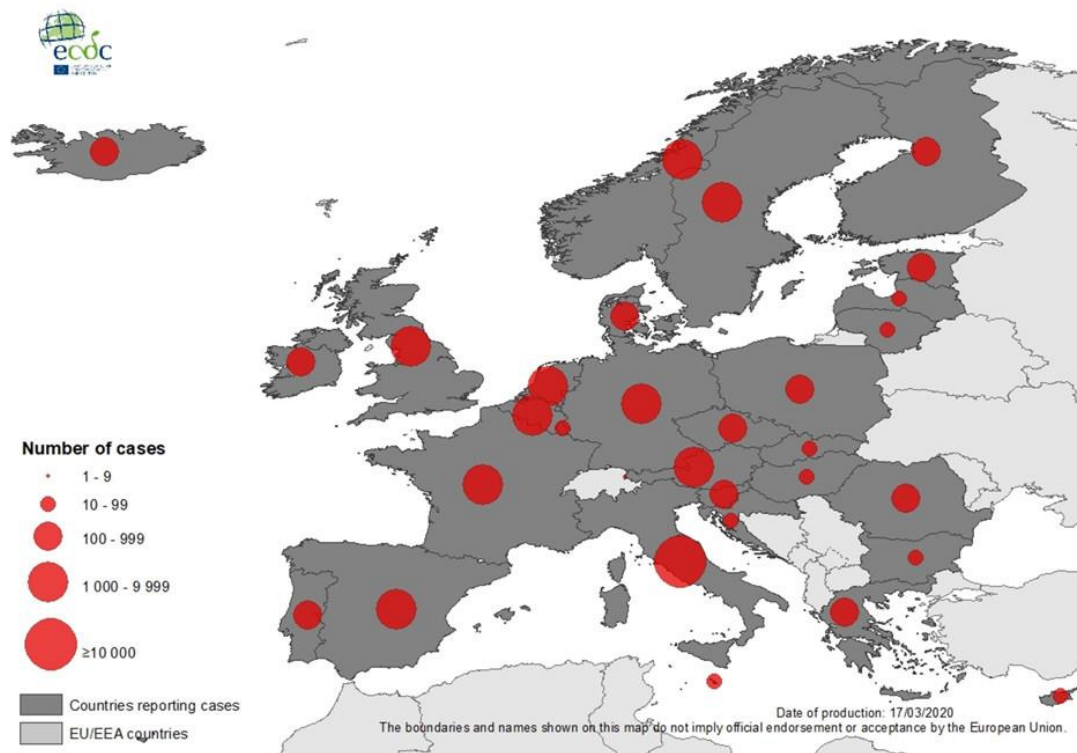 ecdc
Number of cases
1 - 9
10 - 99
100 - 999
1 000 - 9 999
≥10 000
Countries reporting cases
EU/EEA countries
Date of production: 17/03/2020
The boundaries and names shown on this map do not imply official endorsement or acceptance by the European Union.